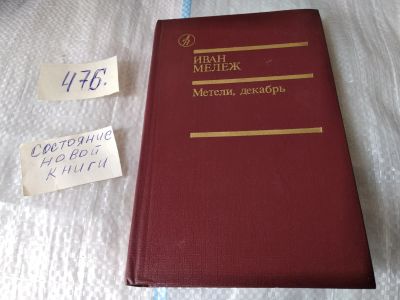 476.
состояние
новой
книги
ИВАН
МЕЛЕЖ
Метели, декабрь